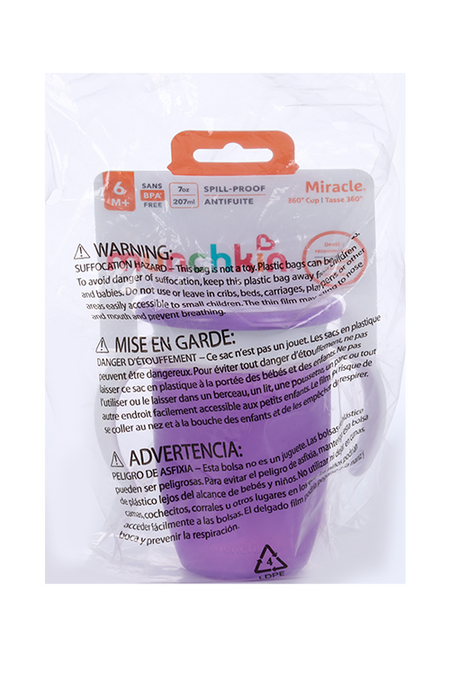 6
M+
SANS
BPA
FREE
7oz
207ml
SPILL-PROOF
ANTIFUITE
Miracle
360° Cup | Tasse 360°
munchkin
WARNING:
SUFFOCATION HAZARD – This bag is not a toy. Plastic bags can be
To avoid danger of suffocation, keep this plastic bag away children
and babies. Do not use or leave in cribs, beds, carriages, or other
areas easily accessible to small children. The thin film may to nose
and mouth and prevent breathing.
MISE EN GARDE:
DANGER D'ÉTOUFFEMENT – Ce sac n'est pas un jouet. Les sacs en plastique
peuvent être dangereux. Pour éviter tout danger d'étouffement, ne pas
laisser ce sac en plastique à la portée des bébés et des enfants. Ne pas
l'utiliser ou le laisser dans un berceau, un lit, une poussette, un parc ou tout
autre endroit facilement accessible aux petits enfants. Le film risque de
se coller au nez et à la bouche des enfants et de les empêcher de respirer.
ADVERTENCIA:
PELIGRO DE ASFIXIA – Esta bolsa no es un juguete. Las bolsas plástico
pueden ser peligrosas. Para evitar el peligro de asfixia, mantenga esta bolsa
de plástico lejos del alcance de bebés y niños. No utilizar ni dejar en cunas,
camas, cochecitos, corrales u otros lugares en los
acceder fácilmente a las bolsas. El delgado film podría
boca y prevenir la respiración.
4
LDPE